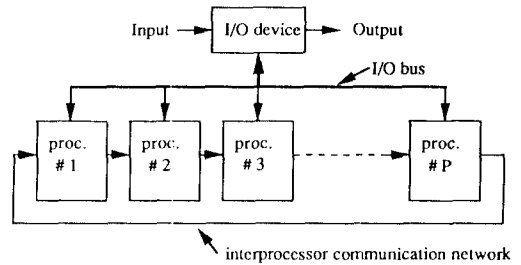 Input
I/O device
Output
I/O bus
proc.
# 1
proc.
# 2
proc.
# 3
proc.
# P
interprocessor communication network